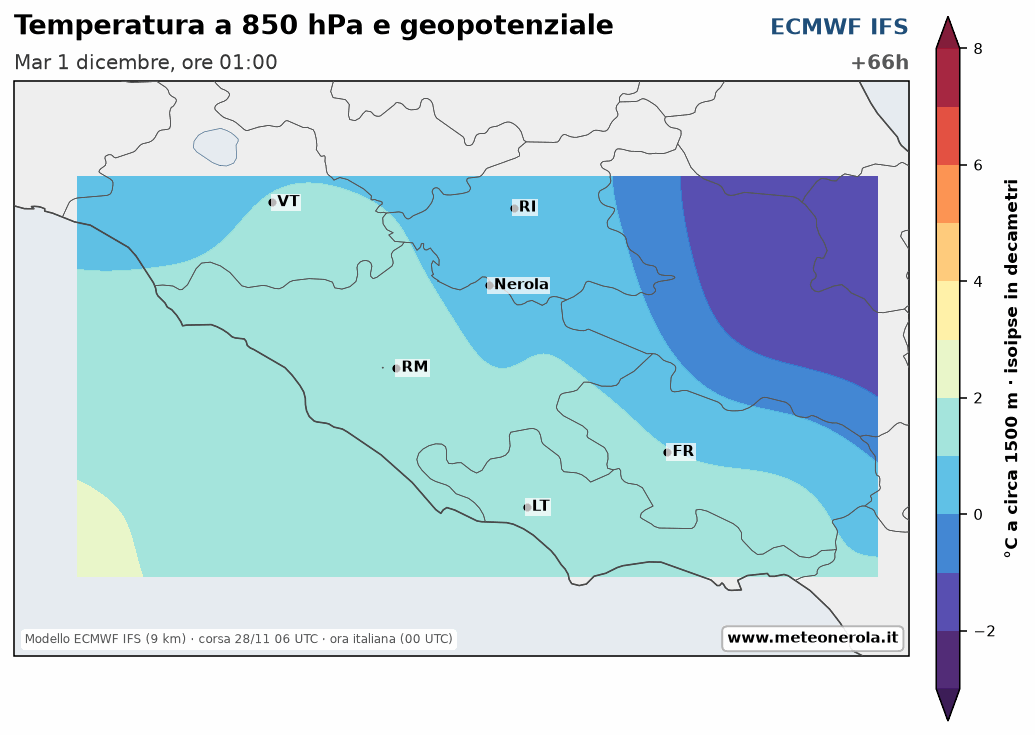 Temperatura a 850 hPa e geopotenziale
ECMWF IFS
Mar 1 dicembre, ore 01:00
+66h
VT
RI
Nerola
RM
FR
LT
8
6
4
2
0
−2
°C a circa 1500 m · isoipse in decametri
Modello ECMWF IFS (9 km) · corsa 28/11 06 UTC · ora italiana (00 UTC)
www.meteonerola.it